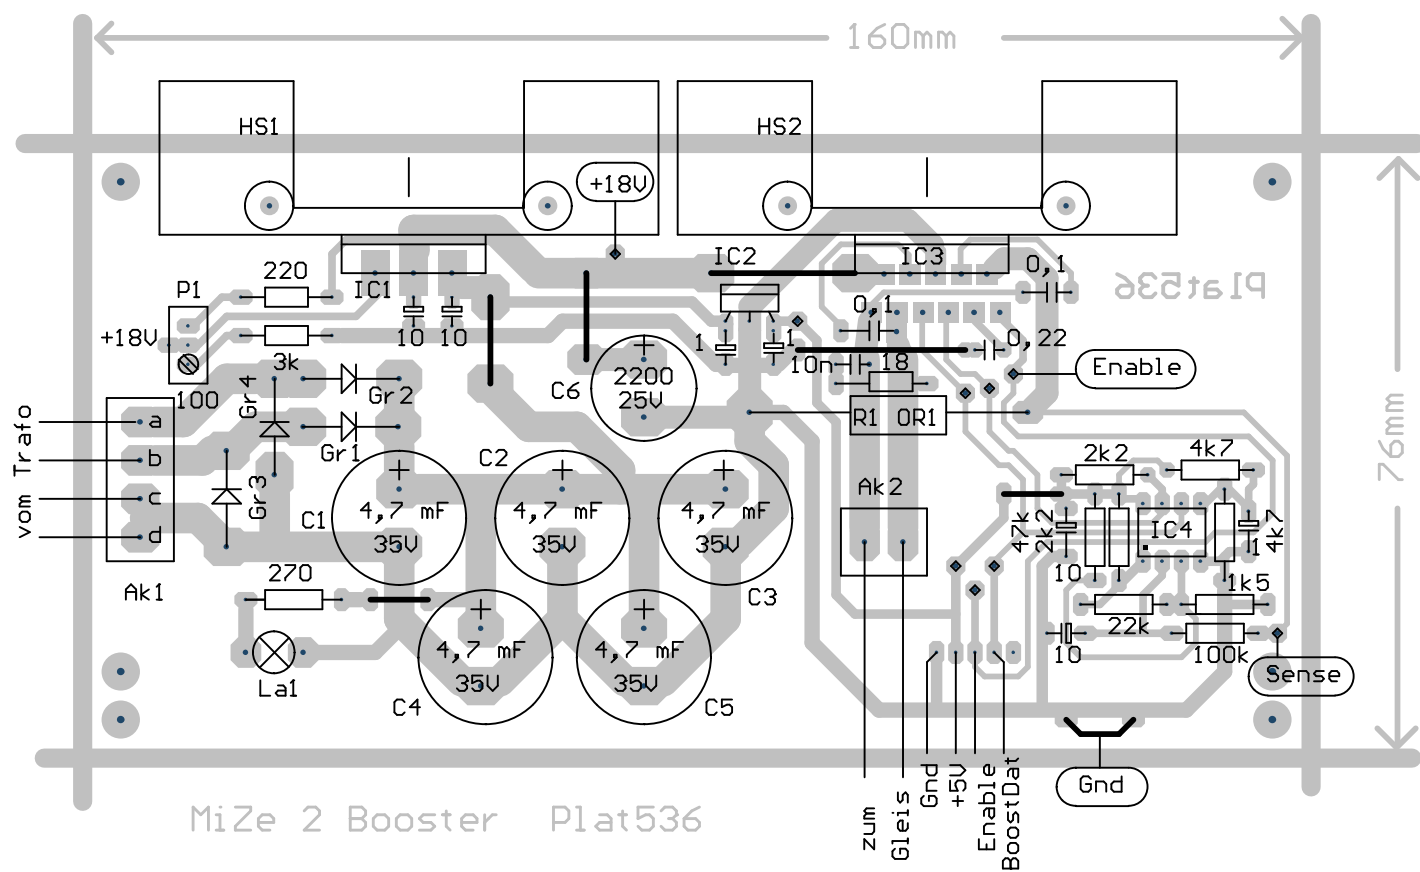 160mm
HS1
HS2
+18V
IC1
IC2
IC3
0,1
Plat536
220
P1
+18V
3k
100
10
10
1
1
0,1
10n
18
0,22
Enable
C6
2200
25V
R1
0R1
Gr4
Gr2
Gr1
Gr3
vom Trafo
a
b
c
d
Ak1
C1
4,7 mF
35V
C2
4,7 mF
35V
4,7 mF
35V
C3
Ak2
2k2
4k7
47k
2k2
IC4
1
4k7
10
1k5
22k
10
100k
Sense
270
La1
4,7 mF
35V
C4
4,7 mF
35V
C5
76mm
zum
Gleis
Gnd
+5V
Enable
BoostDat
Gnd
MiZe 2 Booster Plat536